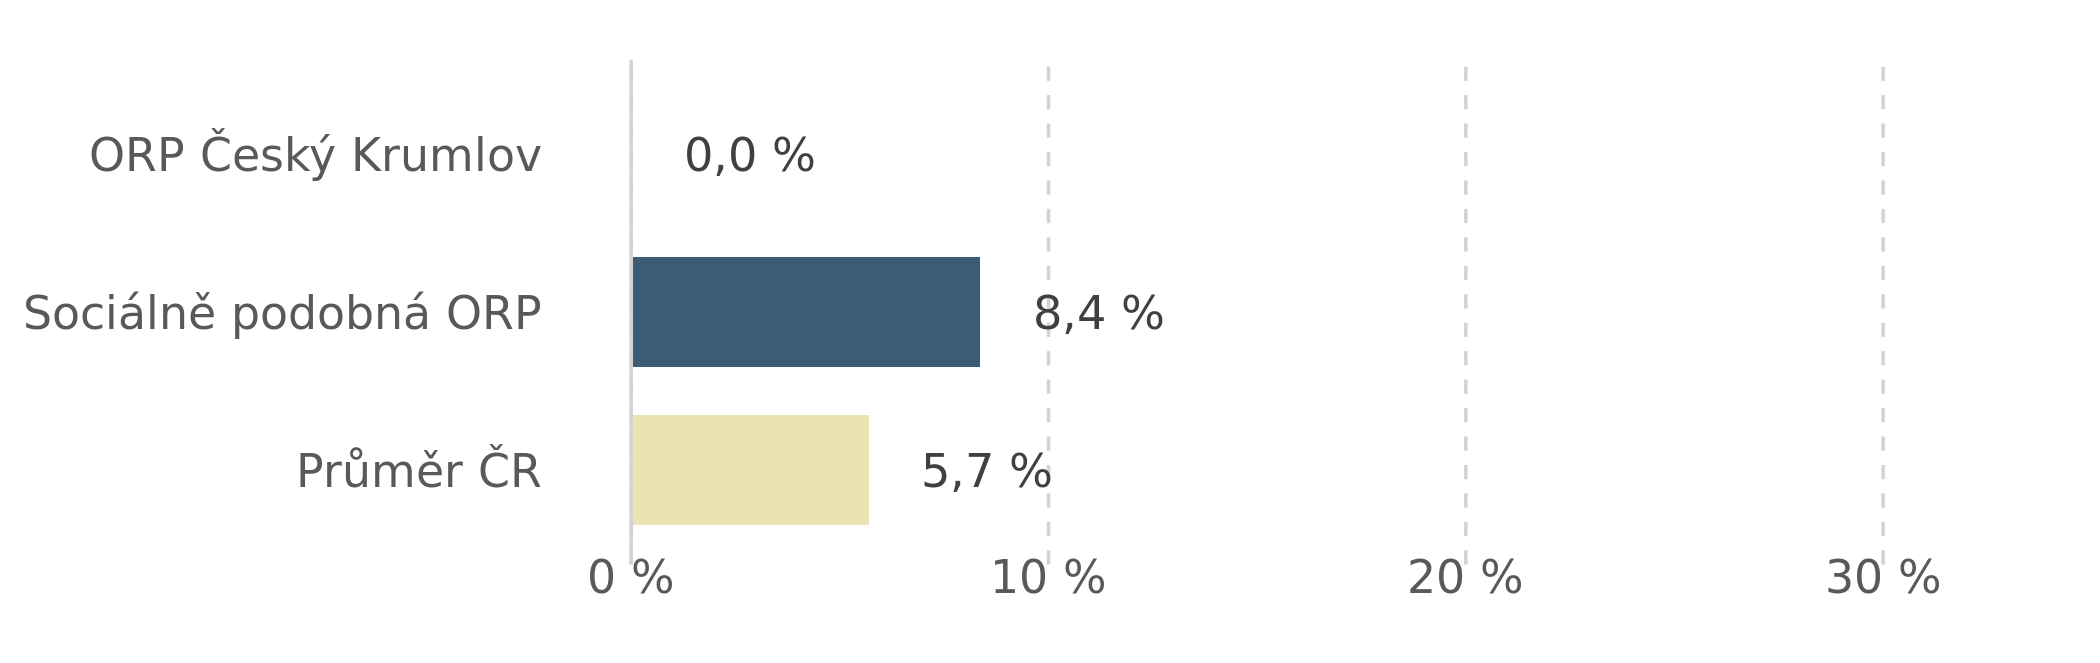 ORP Český Krumlov 0,0 %
Sociálně podobná ORP 8,4 %
Průměr ČR 5,7 %
0 % 10 % 20 % 30 %